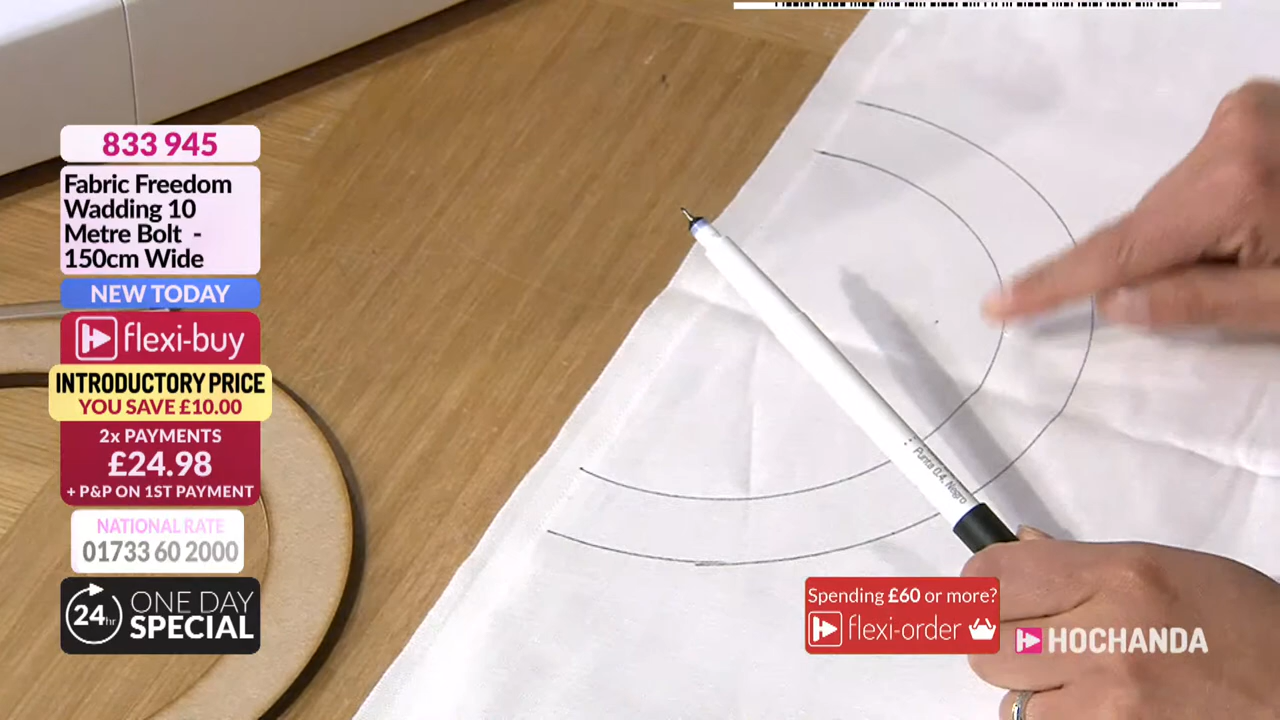 833 945
Fabric Freedom
Wadding 10
Metre Bolt -
150cm Wide
NEW TODAY
flexi-buy
INTRODUCTORY PRICE
YOU SAVE £10.00
2x PAYMENTS
£24.98
+ P&P ON 1ST PAYMENT
NATIONAL RATE
01733 60 2000
24hr ONE DAY
SPECIAL
Punta 0.4. Negro
Spending £60 or more?
flexi-order
HOCHANDA